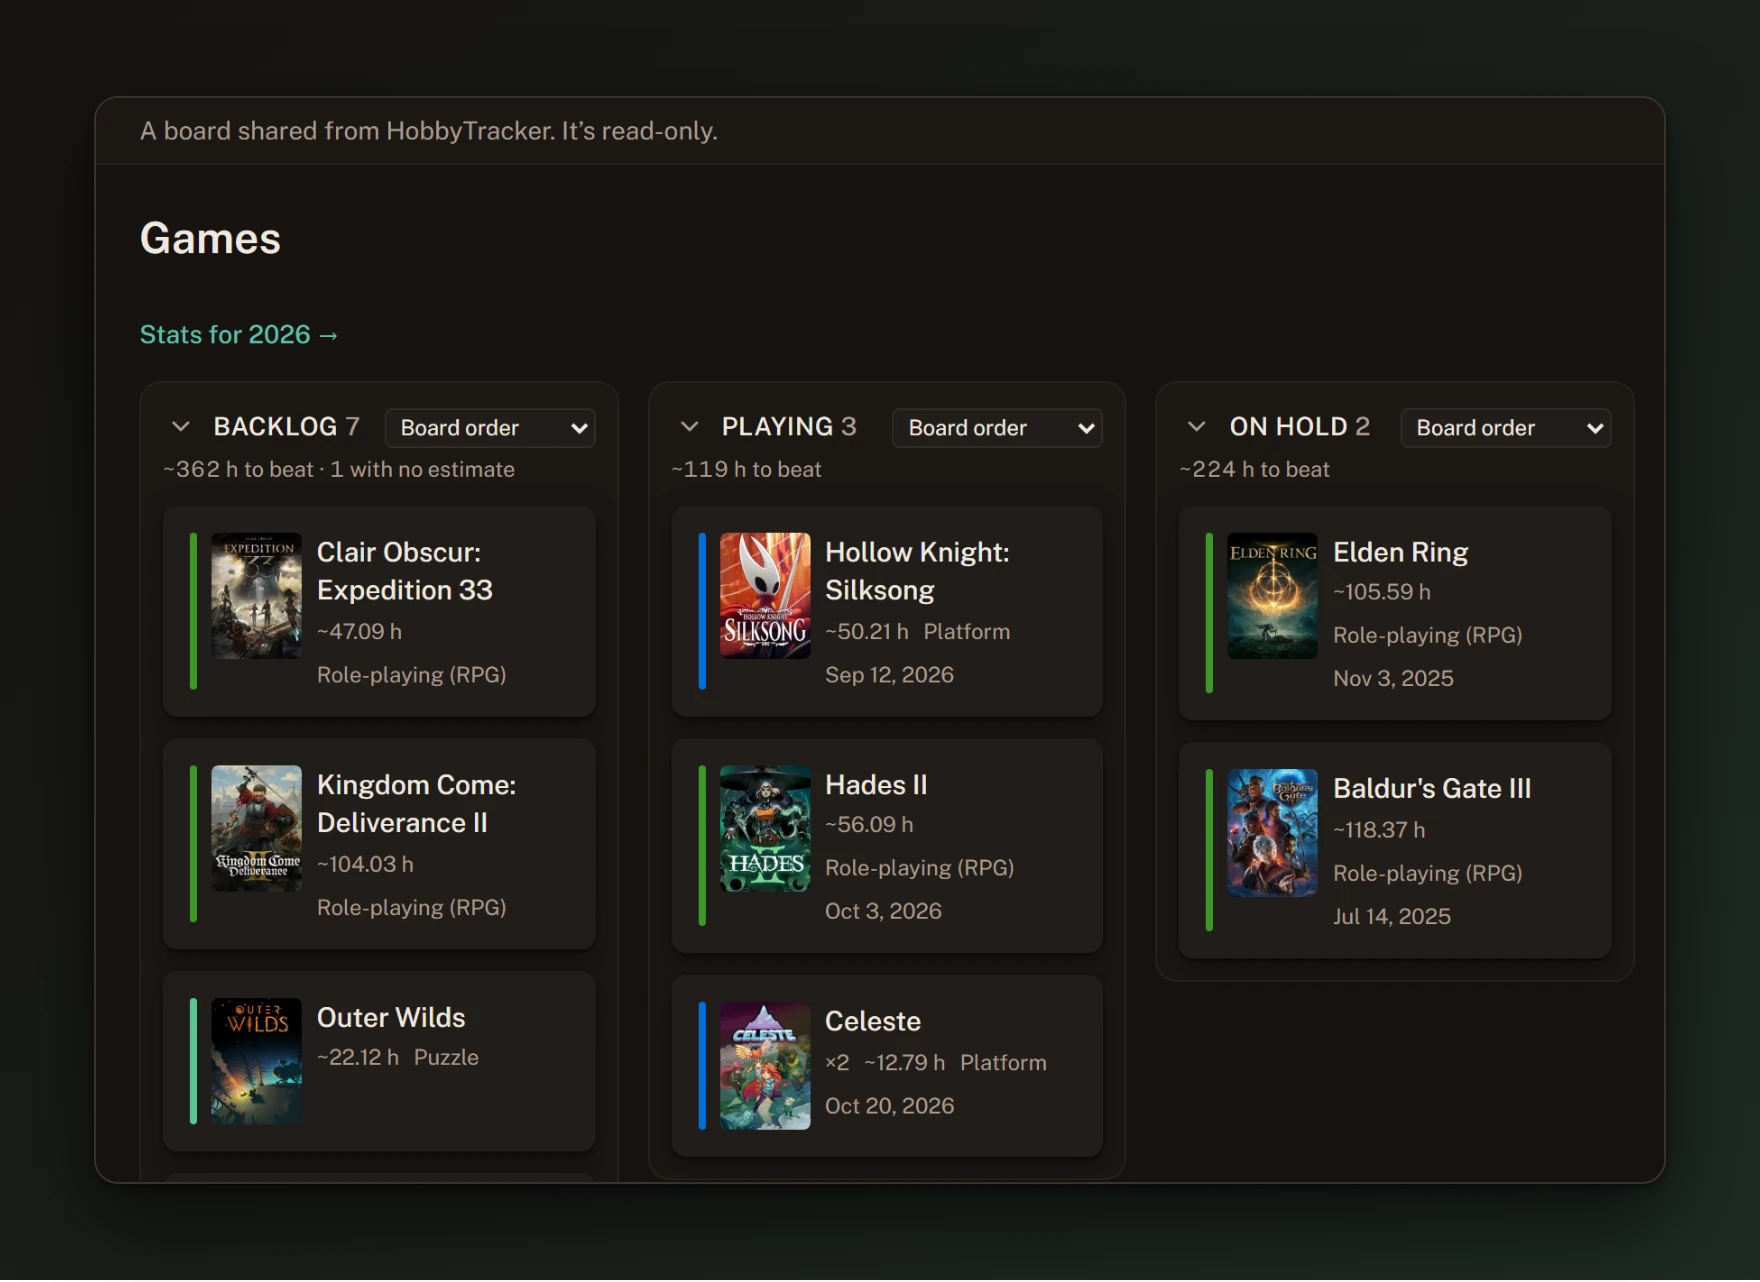 A board shared from HobbyTracker. It’s read-only.
Games
Stats for 2026 →
BACKLOG 7
Board order
~362 h to beat · 1 with no estimate
EXPEDITION
33
Clair Obscur:
Expedition 33
~47.09 h
Role-playing (RPG)
Kingdom Come
II
Deliverance
Kingdom Come:
Deliverance II
~104.03 h
Role-playing (RPG)
OUTER
WILDS
Outer Wilds
~22.12 h Puzzle
PLAYING 3
Board order
~119 h to beat
HOLLOW KNIGHT
SILKSONG
Hollow Knight:
Silksong
~50.21 h Platform
Sep 12, 2026
HADES
II
Hades II
~56.09 h
Role-playing (RPG)
Oct 3, 2026
CELESTE
Celeste
×2 ~12.79 h Platform
Oct 20, 2026
ON HOLD 2
Board order
~224 h to beat
ELDEN RING
Elden Ring
~105.59 h
Role-playing (RPG)
Nov 3, 2025
Baldur's
Gate
Baldur's Gate III
~118.37 h
Role-playing (RPG)
Jul 14, 2025